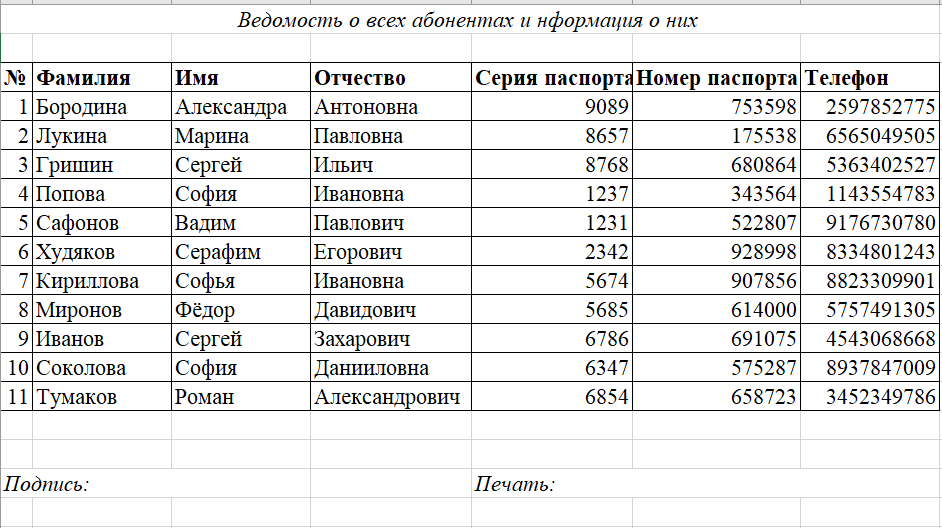 Ведомость о всех абонентах и нформация о них
№ Фамилия Имя Отчество Серия паспорта Номер паспорта Телефон
1 Бородина Александра Антоновна 9089 753598 2597852775
2 Лукина Марина Павловна 8657 175538 6565049505
3 Гришин Сергей Ильич 8768 680864 5363402527
4 Попова София Ивановна 1237 343564 1143554783
5 Сафонов Вадим Павлович 1231 522807 9176730780
6 Худяков Серафим Егорович 2342 928998 8334801243
7 Кириллова Софья Ивановна 5674 907856 8823309901
8 Миронов Фёдор Давидович 5685 614000 5757491305
9 Иванов Сергей Захарович 6786 691075 4543068668
10 Соколова София Данииловна 6347 575287 8937847009
11 Тумаков Роман Александрович 6854 658723 3452349786
Подпись: Печать: